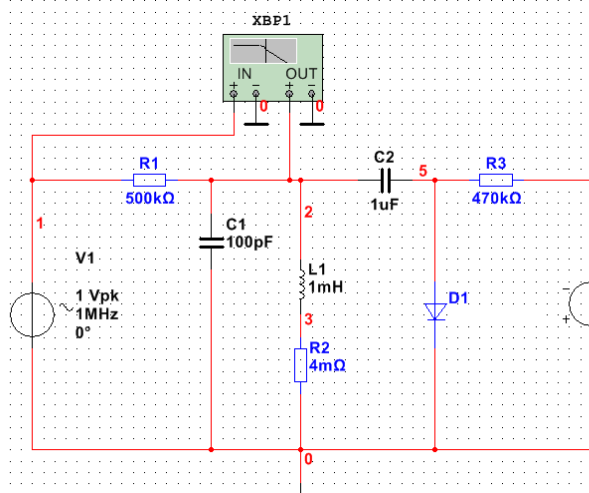 XBP1
IN OUT
+ − + −
0 0
R1
500kΩ
C2
1uF
5
R3
470kΩ
1
2
C1
100pF
V1
1 Vpk
1MHz
0°
L1
1mH
3
D1
R2
4mΩ
−
+
0